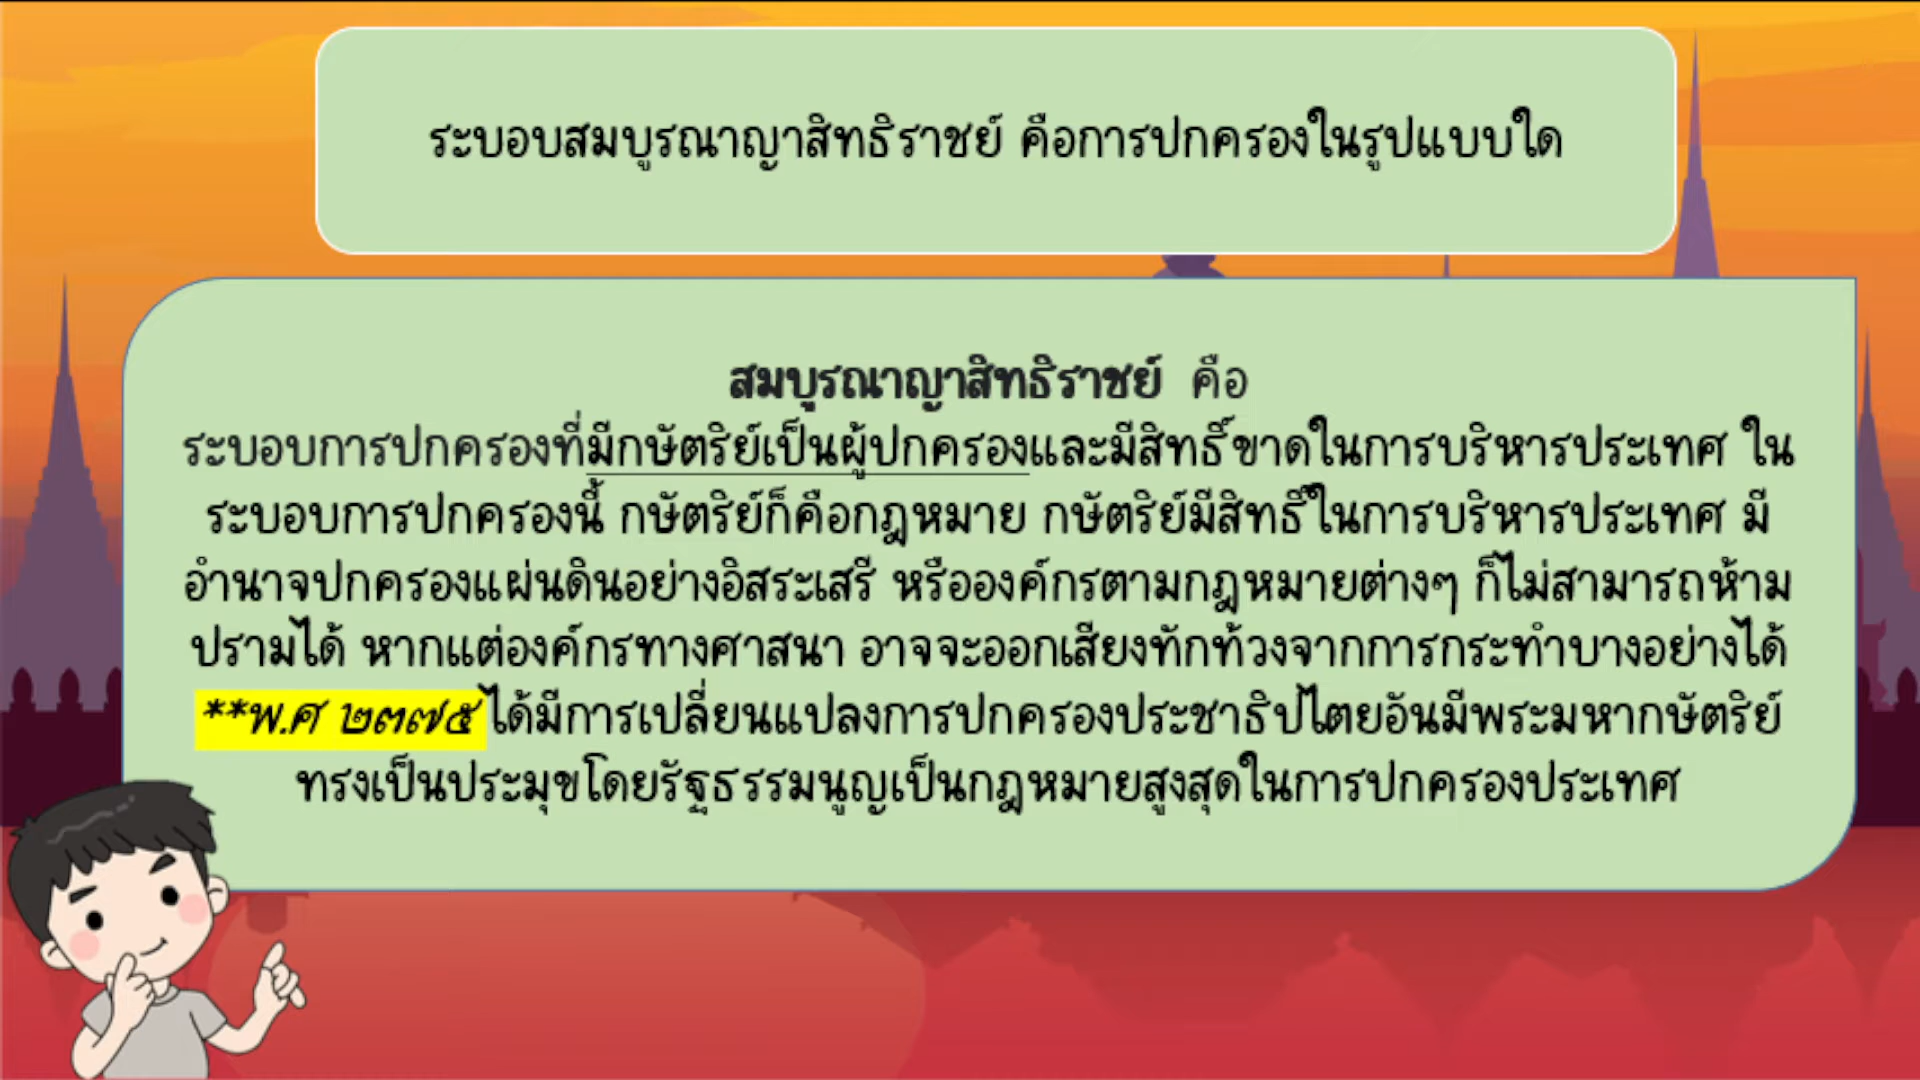 ระบอบสมบูรณาญาสิทธิราชย์ คือการปกครองในรูปแบบใด
สมบูรณาญาสิทธิราชย์ คือ
ระบอบการปกครองที่มีกษัตริย์เป็นผู้ปกครองและมีสิทธิ์ขาดในการบริหารประเทศ ใน
ระบอบการปกครองนี้ กษัตริย์ก็คือกฎหมาย กษัตริย์มีสิทธิ์ในการบริหารประเทศ มี
อำนาจปกครองแผ่นดินอย่างอิสระเสรี หรือองค์กรตามกฎหมายต่างๆ ก็ไม่สามารถห้าม
ปรามได้ หากแต่องค์กรทางศาสนา อาจจะออกเสียงทักท้วงจากการกระทำบางอย่างได้
**พ.ศ ๒๓๗๕ ได้มีการเปลี่ยนแปลงการปกครองประชาธิปไตยอันมีพระมหากษัตริย์
ทรงเป็นประมุขโดยรัฐธรรมนูญเป็นกฎหมายสูงสุดในการปกครองประเทศ